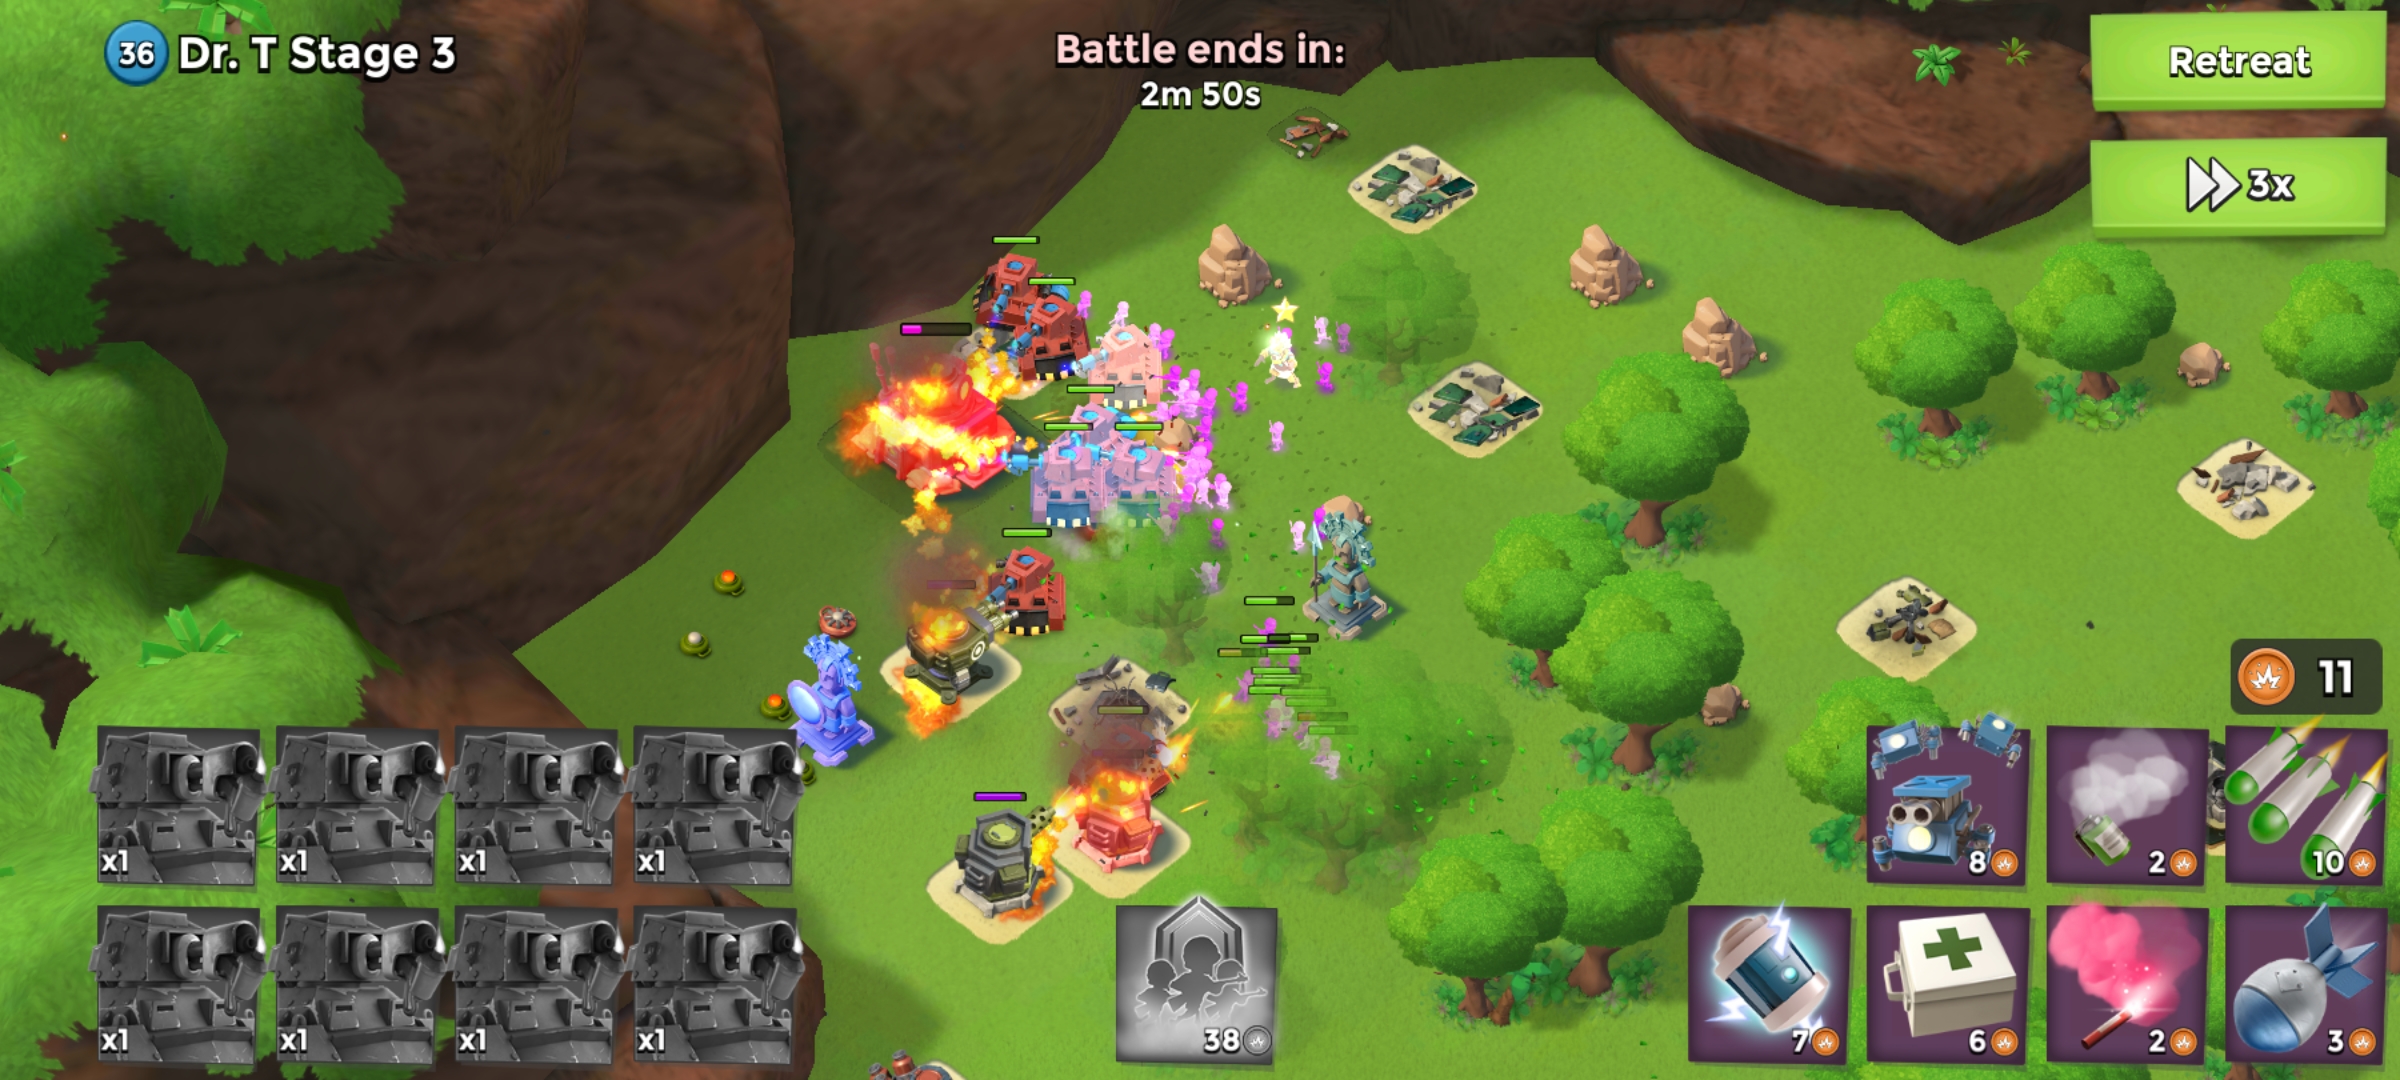 36 Dr. T Stage 3
Battle ends in:
2m 50s
Retreat
3x
11
x1 x1 x1 x1
8 2 10
x1 x1 x1 x1
38
7 6 2 3